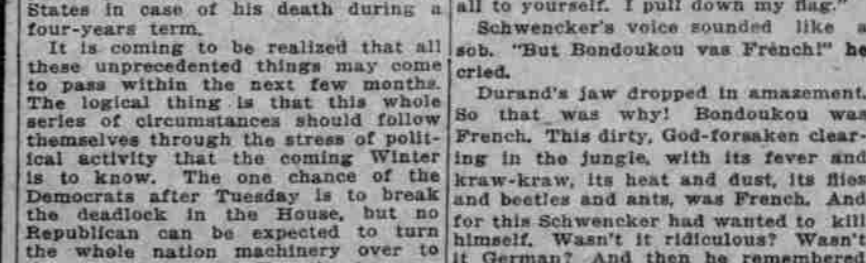 States in case of his death during a
four-years term.
It is coming to be realized that all
these unprecedented things may come
to pass within the next few months.
The logical thing is that this whole
series of circumstances should follow
themselves through the stress of polit-
ical activity that the coming Winter
is to know. The one chance of the
Democrats after Tuesday is to break
the deadlock in the House, but no
Republican can be expected to turn
the whole nation machinery over to
all to yourself. I pull down my flag."
Schwencker's voice sounded like a
sob. "But Bondoukou vas Frènch!" he
cried.
Durand's jaw dropped in amazement.
So that was why! Bondoukou was
French. This dirty, God-forsaken clear-
ing in the jungle, with its fever and
kraw-kraw, its heat and dust, its flies
and beetles and ants, was French. And
for this Schwencker had wanted to kill
himself. Wasn't it ridiculous? Wasn't
it German? And then he remembered